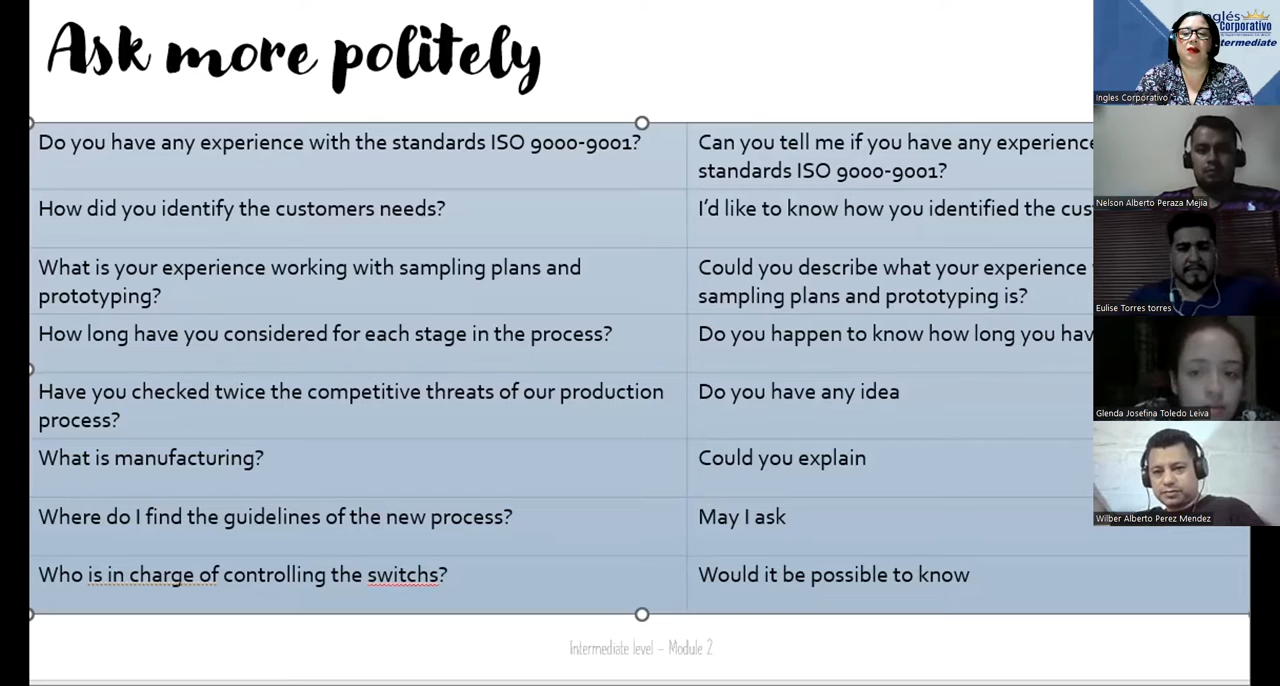 Ask more politely
Do you have any experience with the standards ISO 9000-9001?
Can you tell me if you have any experience
standards ISO 9000-9001?
How did you identify the customers needs?
I'd like to know how you identified the cus
What is your experience working with sampling plans and
prototyping?
Could you describe what your experience
sampling plans and prototyping is?
How long have you considered for each stage in the process?
Do you happen to know how long you hav
Have you checked twice the competitive threats of our production
process?
Do you have any idea
What is manufacturing?
Could you explain
Where do I find the guidelines of the new process?
May I ask
Who is in charge of controlling the switchs?
Would it be possible to know
Intermediate level - Module 2
Inglés
Corporativo
termediate
Ingles Corporativo
Nelson Alberto Peraza Mejia
Eulise Torres torres
Glenda Josefina Toledo Leiva
Wilber Alberto Perez Mendez